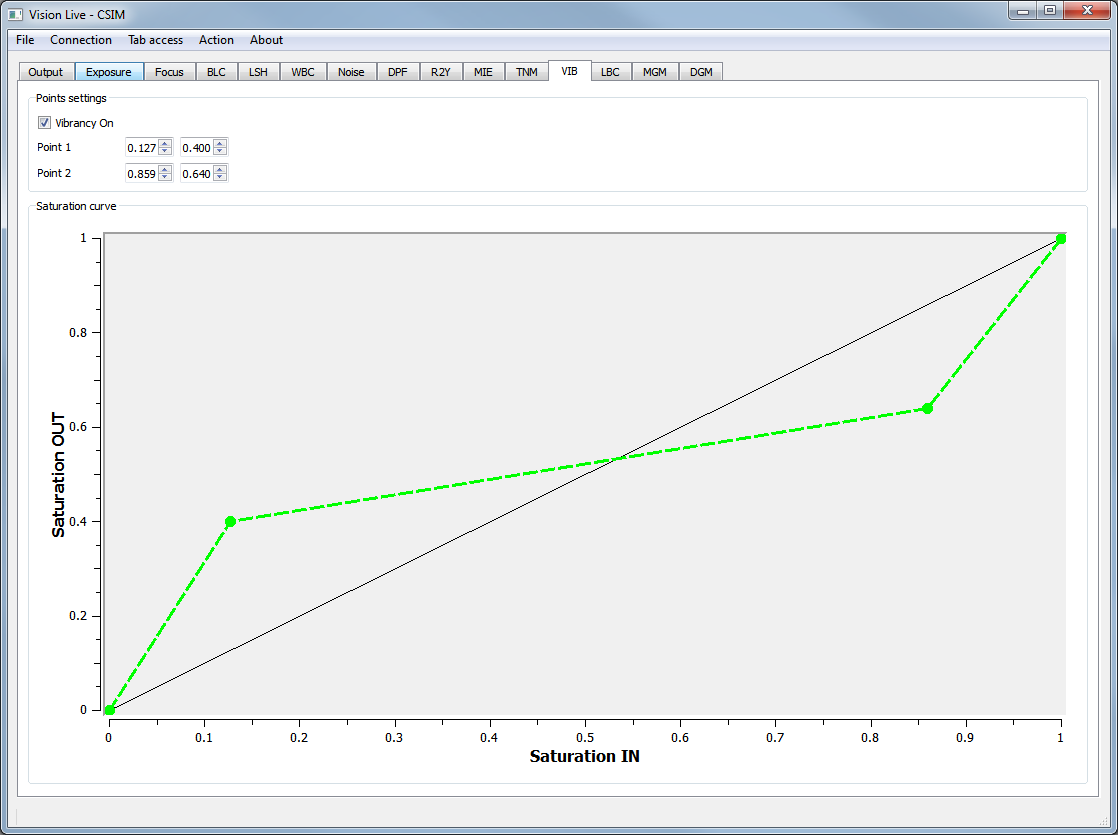 Vision Live - CSIM
File Connection Tab access Action About
Output Exposure Focus BLC LSH WBC Noise DPF R2Y MIE TNM VIB LBC MGM DGM
Points settings
Vibrancy On
Point 1 0.127 0.400
Point 2 0.859 0.640
Saturation curve
1
0.8
0.6
0.4
0.2
0
Saturation OUT
0 0.1 0.2 0.3 0.4 0.5 0.6 0.7 0.8 0.9 1
Saturation IN